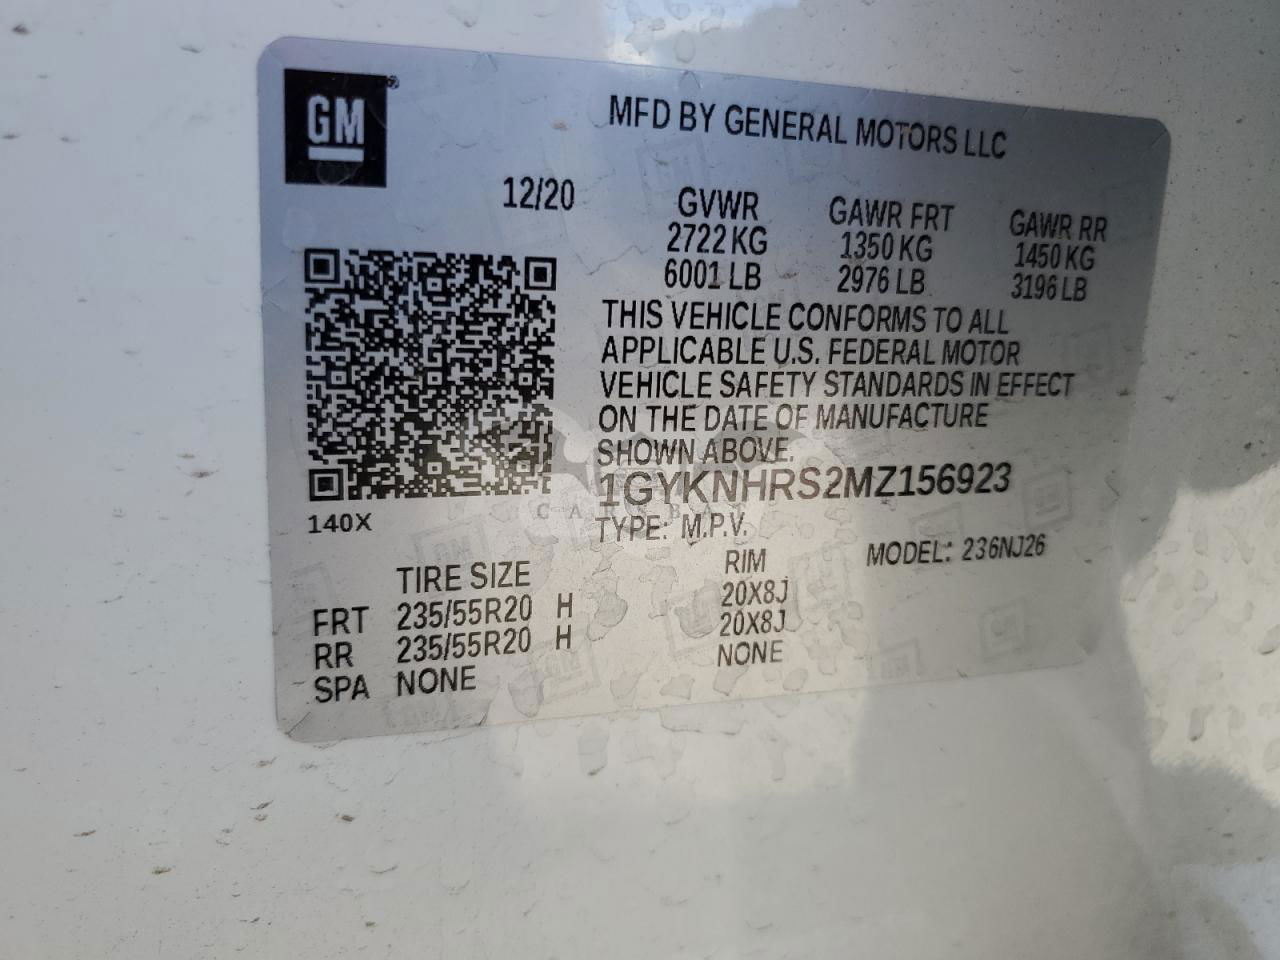 GM
MFD BY GENERAL MOTORS LLC
12/20
GVWR GAWR FRT GAWR RR
2722 KG 1350 KG 1450 KG
6001 LB 2976 LB 3196 LB
THIS VEHICLE CONFORMS TO ALL
APPLICABLE U.S. FEDERAL MOTOR
VEHICLE SAFETY STANDARDS IN EFFECT
ON THE DATE OF MANUFACTURE
SHOWN ABOVE.
1GYKNHRS2MZ156923
140X
TYPE: M.P.V.
MODEL: 236NJ26
TIRE SIZE RIM
FRT 235/55R20 H 20X8J
RR 235/55R20 H 20X8J
SPA NONE NONE